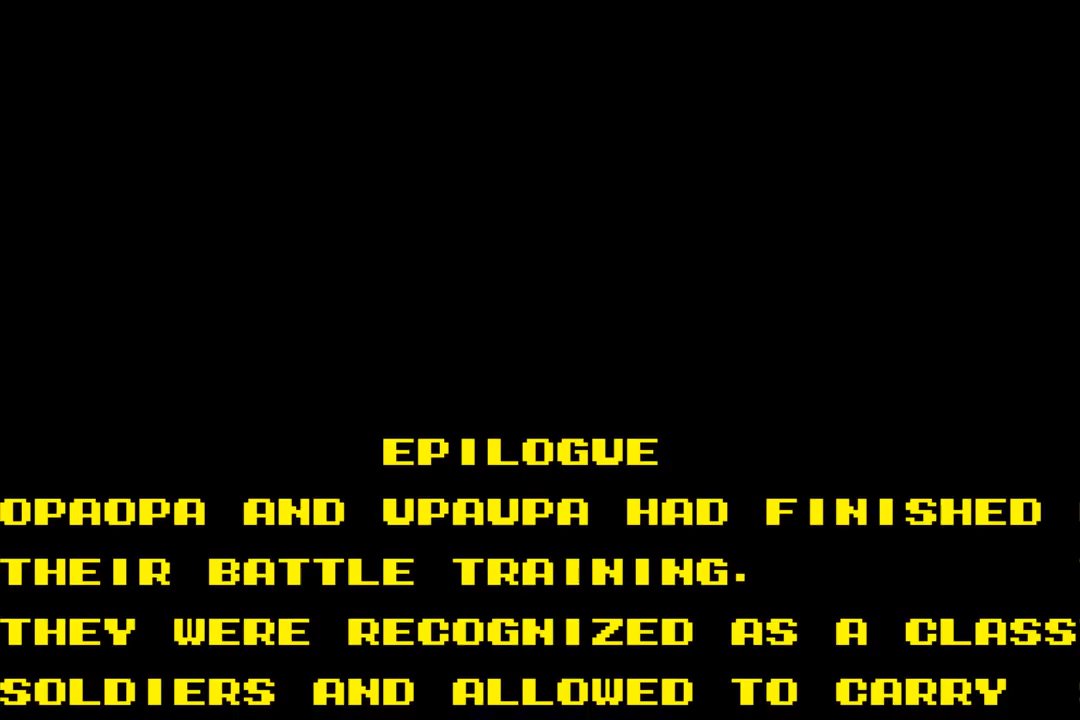 EPILOGUE
OPAOPA AND UPAUPA HAD FINISHED
THEIR BATTLE TRAINING.
THEY WERE RECOGNIZED AS A CLASS
SOLDIERS AND ALLOWED TO CARRY